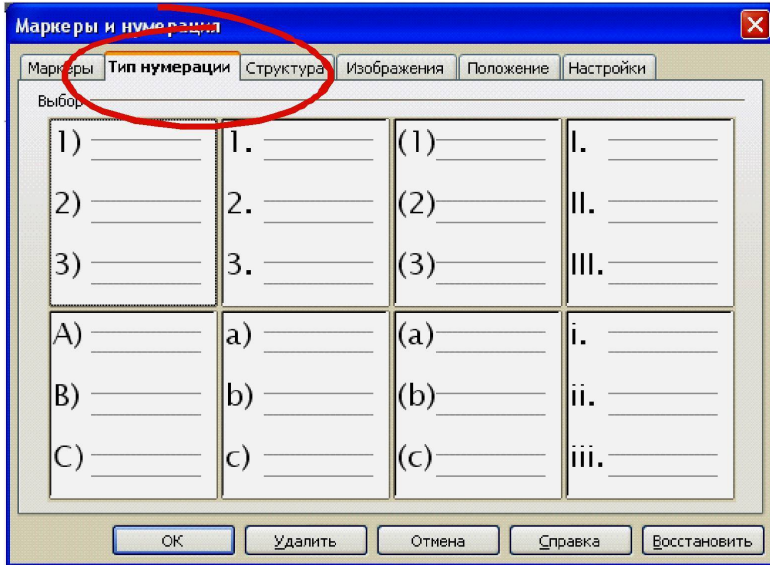 Маркеры и нумерация
Маркеры Тип нумерации Структура Изображения Положение Настройки
Выбор
1) 1. (1) I.
2) 2. (2) II.
3) 3. (3) III.
A) a) (a) i.
B) b) (b) ii.
C) c) (c) iii.
OK Удалить Отмена Справка Восстановить